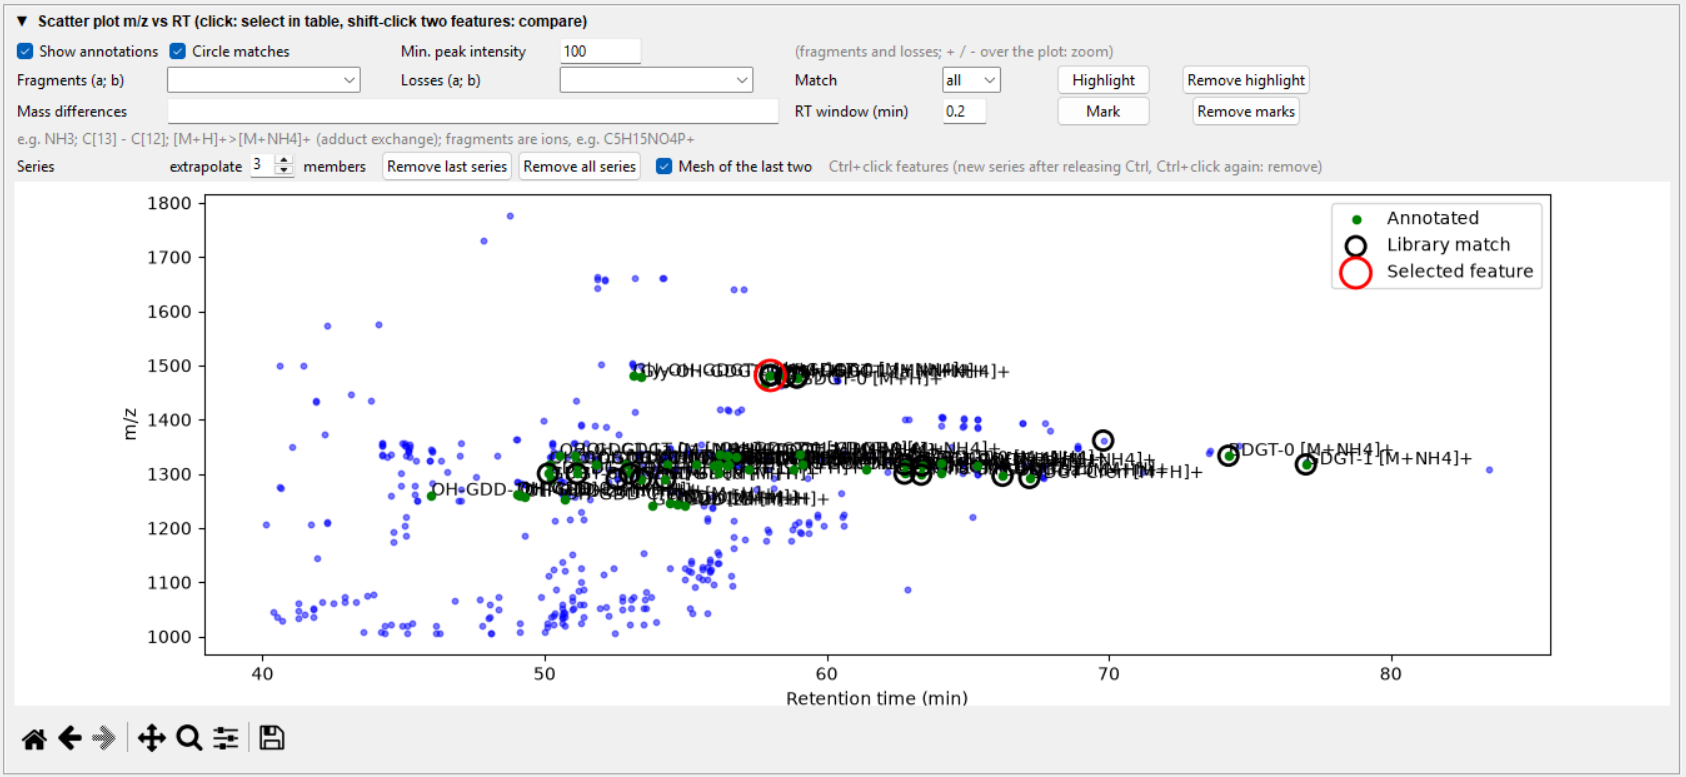 ▼ Scatter plot m/z vs RT (click: select in table, shift-click two features: compare)
Show annotations Circle matches Min. peak intensity 100 (fragments and losses; + / - over the plot: zoom)
Fragments (a; b) Losses (a; b) Match all Highlight Remove highlight
Mass differences RT window (min) 0.2 Mark Remove marks
e.g. NH3; C[13] - C[12]; [M+H]+>[M+NH4]+ (adduct exchange); fragments are ions, e.g. C5H15NO4P+
Series extrapolate 3 members Remove last series Remove all series Mesh of the last two Ctrl+click features (new series after releasing Ctrl, Ctrl+click again: remove)
1800
1700
1600
1500
1400
1300
1200
1100
1000
m/z
Annotated
Library match
Selected feature
GDGT-0 [M+H]+
GDGT-0 [M+NH4]+
GDGT-1 [M+NH4]+
OH-GDD-
40 50 60 70 80
Retention time (min)